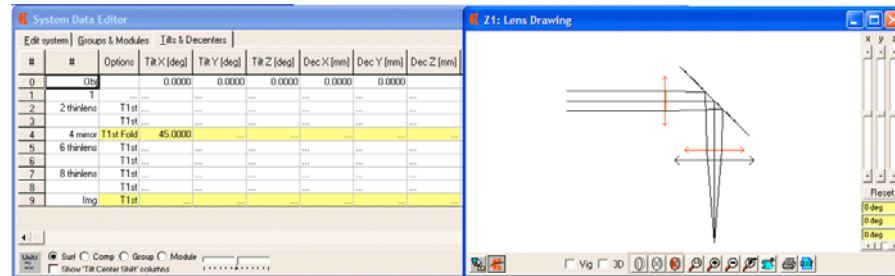 System Data Editor
Edit system Groups & Modules Tilts & Decenters
# # Options Tilt X [deg] Tilt Y [deg] Tilt Z [deg] Dec X [mm] Dec Y [mm] Dec Z [mm]
0 Obj 0.0000 0.0000 0.0000 0.0000 0.0000
1 1 ... ... ... ... ... ... ...
2 2 thinlens T1st ... ... ... ... ... ...
3 T1st ... ... ... ... ... ...
4 4 mirror T1st Fold 45.0000 ... ... ... ... ...
5 6 thinlens T1st ... ... ... ... ... ...
6 T1st ... ... ... ... ... ...
7 8 thinlens T1st ... ... ... ... ... ...
8 T1st ... ... ... ... ... ...
9 Img T1st ... ... ... ... ... ...
Units Surf Comp Group Module
Show 'Tilt Center Shift' columns
Z1: Lens Drawing
x y z
Reset
0 deg
0 deg
0 deg
Vig 3D